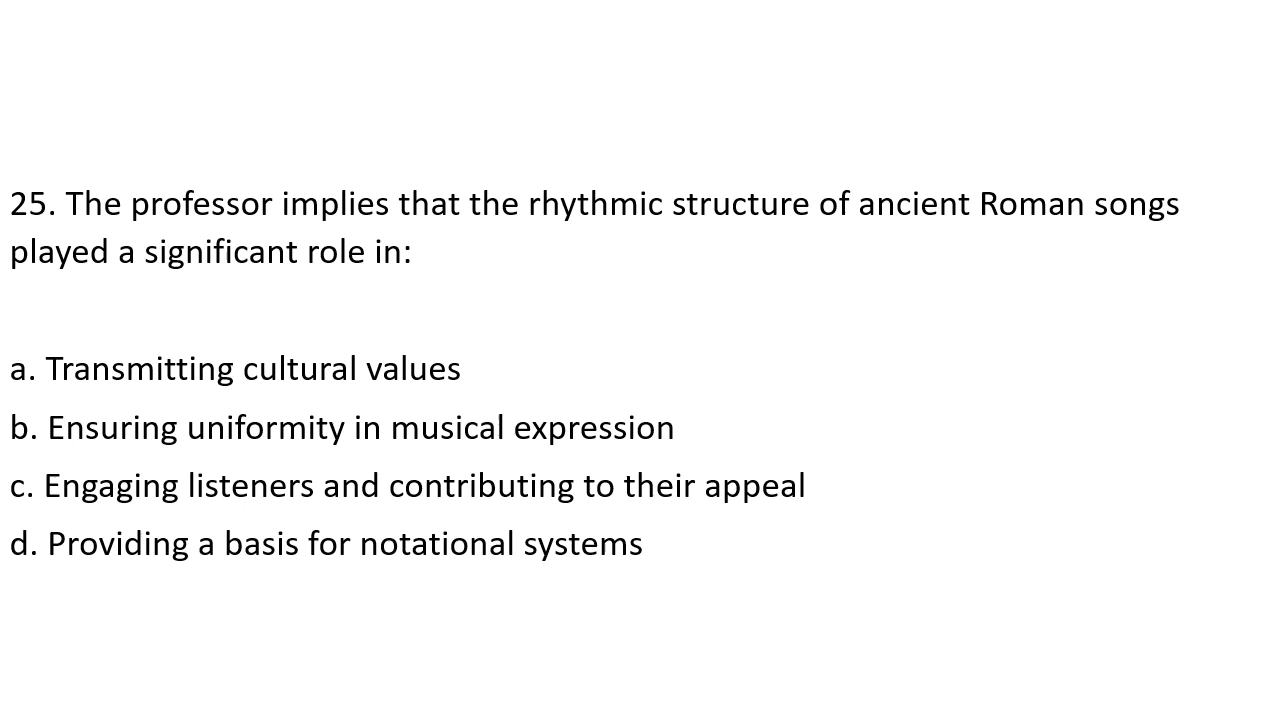 25. The professor implies that the rhythmic structure of ancient Roman songs
played a significant role in:
a. Transmitting cultural values
b. Ensuring uniformity in musical expression
c. Engaging listeners and contributing to their appeal
d. Providing a basis for notational systems